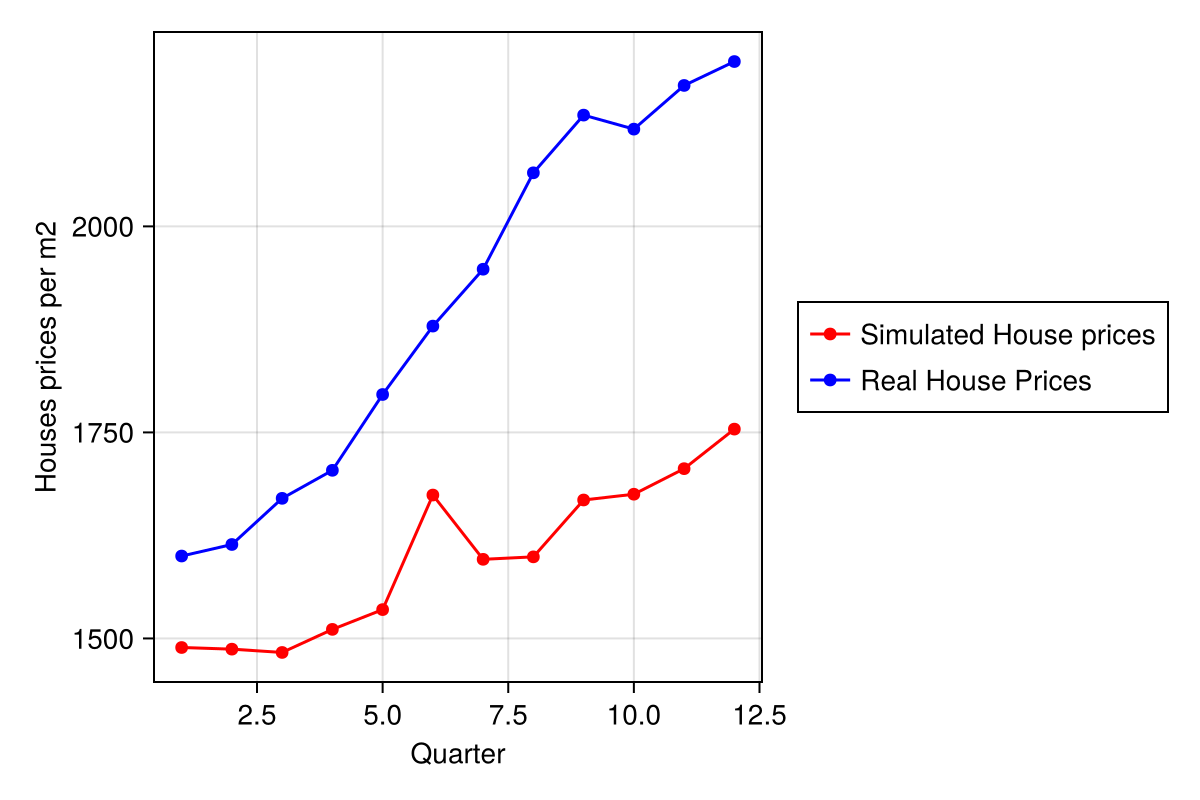 Houses prices per m2
2000
1750
1500
2.5 5.0 7.5 10.0 12.5
Quarter
Simulated House prices
Real House Prices